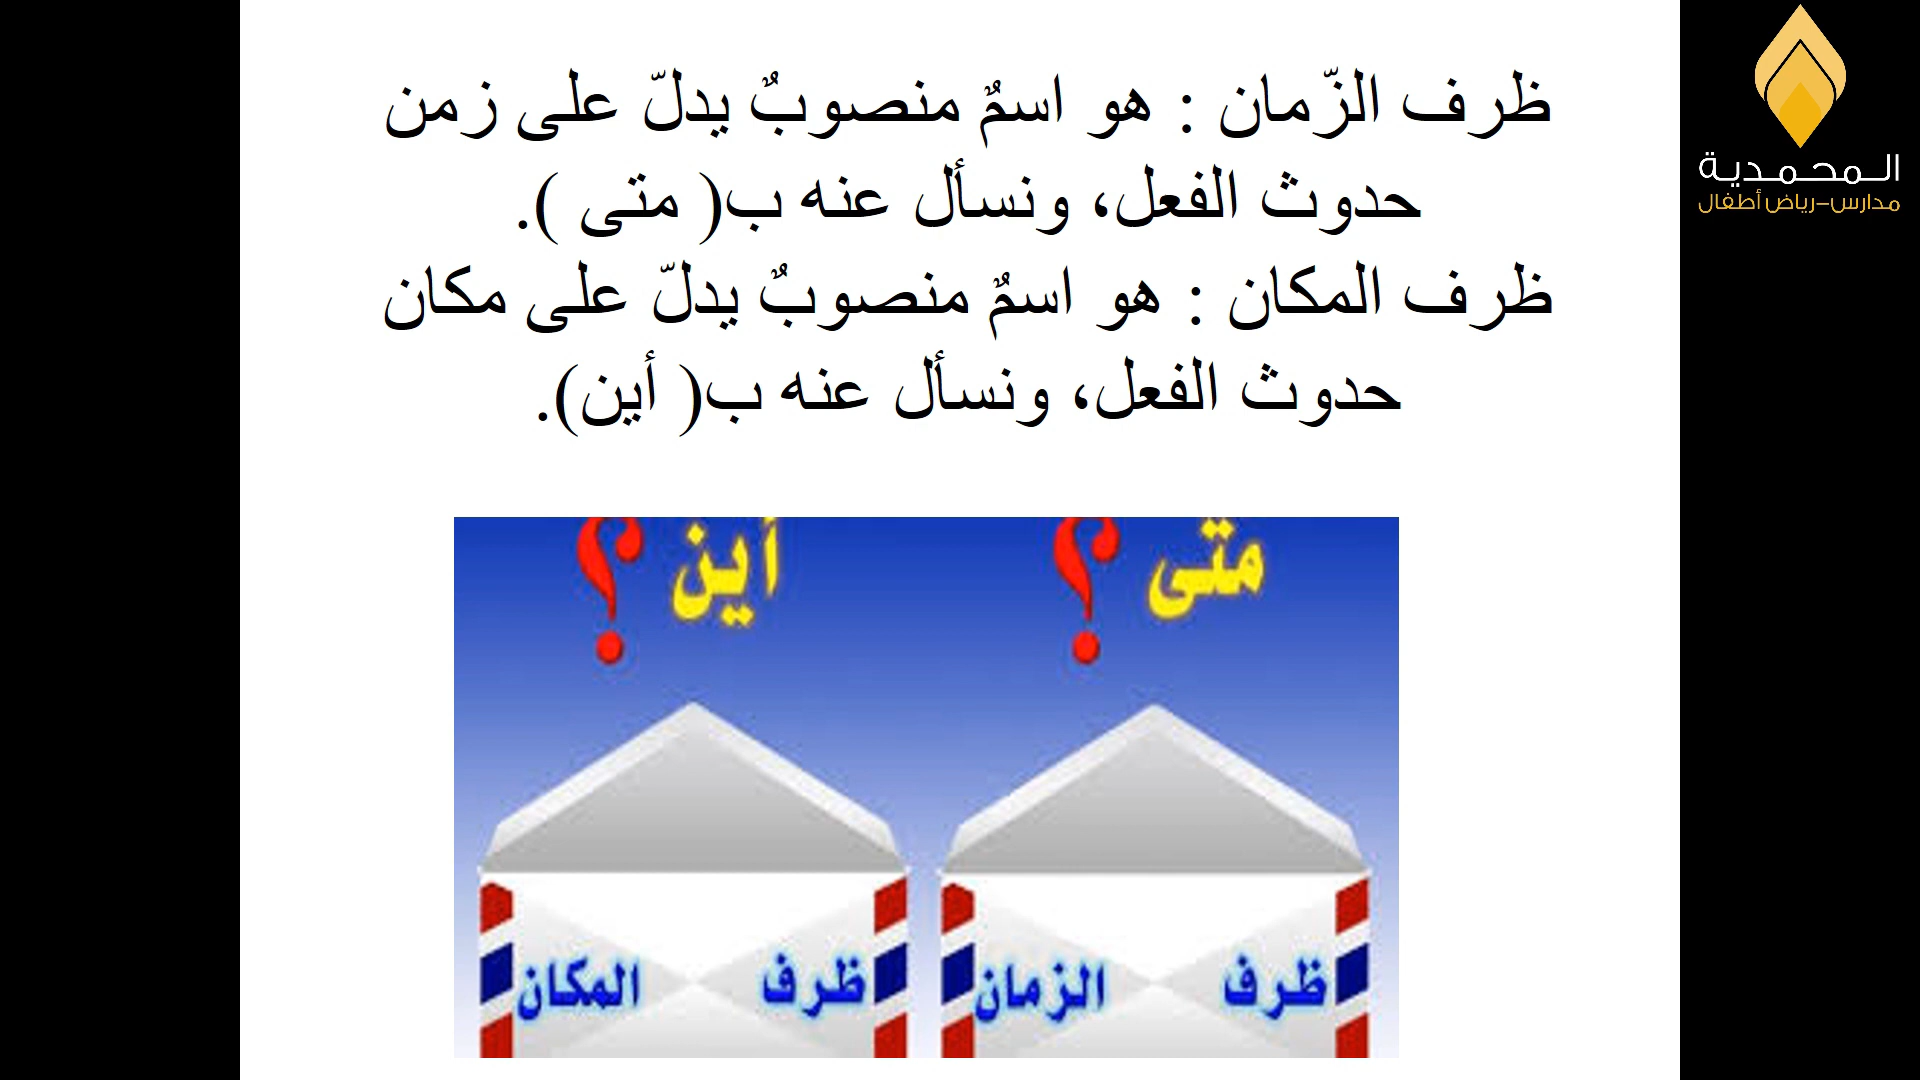 ظرف الزّمان : هو اسمٌ منصوبٌ يدلّ على زمن
حدوث الفعل، ونسأل عنه ب( متى ).
ظرف المكان : هو اسمٌ منصوبٌ يدلّ على مكان
حدوث الفعل، ونسأل عنه ب( أين).
متى ؟
أين ؟
ظرف الزمان
ظرف المكان
المحمدية
مدارس-رياض أطفال